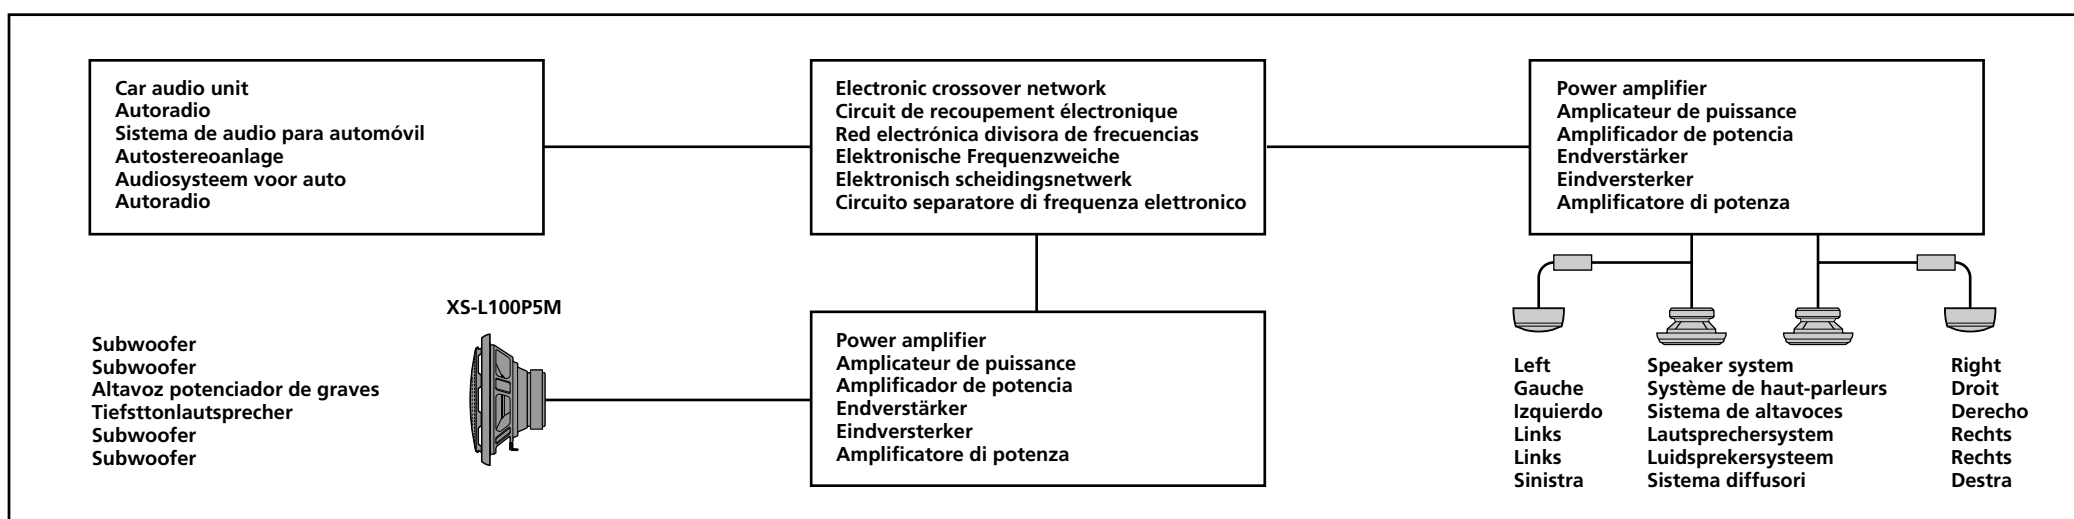 Car audio unit
Autoradio
Sistema de audio para automóvil
Autostereoanlage
Audiosysteem voor auto
Autoradio
Electronic crossover network
Circuit de recoupement électronique
Red electrónica divisora de frecuencias
Elektronische Frequenzweiche
Elektronisch scheidingsnetwerk
Circuito separatore di frequenza elettronico
Power amplifier
Amplicateur de puissance
Amplificador de potencia
Endverstärker
Eindversterker
Amplificatore di potenza
XS-L100P5M
Subwoofer
Subwoofer
Altavoz potenciador de graves
Tiefsttonlautsprecher
Subwoofer
Subwoofer
Power amplifier
Amplicateur de puissance
Amplificador de potencia
Endverstärker
Eindversterker
Amplificatore di potenza
Left
Gauche
Izquierdo
Links
Links
Sinistra
Speaker system
Système de haut-parleurs
Sistema de altavoces
Lautsprechersystem
Luidsprekersysteem
Sistema diffusori
Right
Droit
Derecho
Rechts
Rechts
Destra